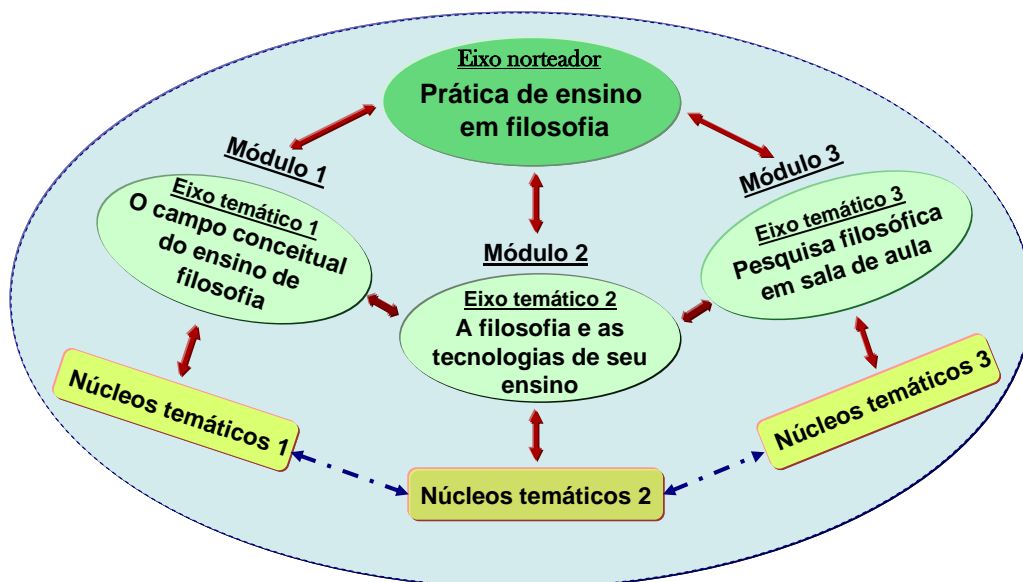 Eixo norteador
Prática de ensino
em filosofia
Módulo 1
Eixo temático 1
O campo conceitual
do ensino de
filosofia
Módulo 2
Eixo temático 2
A filosofia e as
tecnologias de seu
ensino
Módulo 3
Eixo temático 3
Pesquisa filosófica
em sala de aula
Núcleos temáticos 1
Núcleos temáticos 2
Núcleos temáticos 3